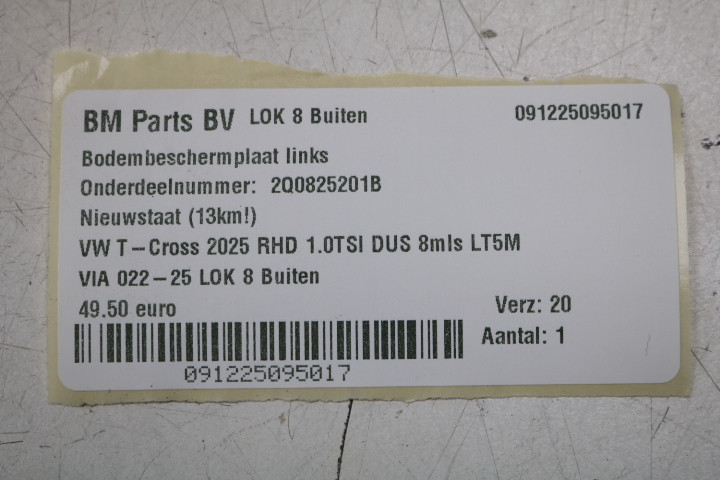 BM Parts BV LOK 8 Buiten 091225095017
Bodembeschermplaat links
Onderdeelnummer: 2Q0825201B
Nieuwstaat (13km!)
VW T-Cross 2025 RHD 1.0TSI DUS 8mls LT5M
VIA 022-25 LOK 8 Buiten
49.50 euro Verz: 20
Aantal: 1
091225095017